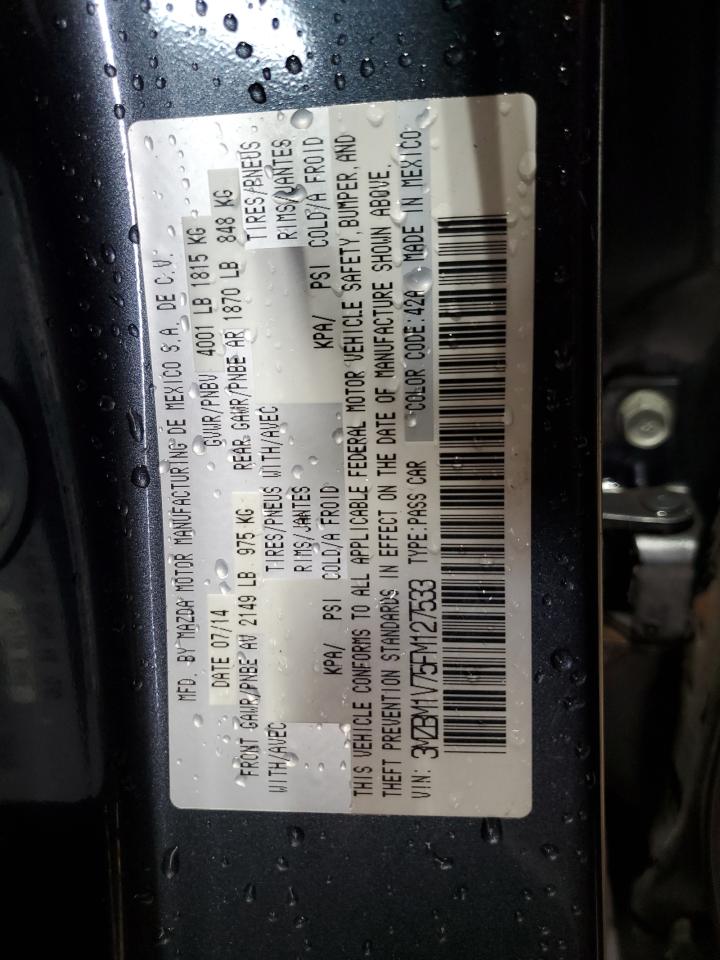 MFD. BY MAZDA MOTOR MANUFACTURING DE MEXICO S.A. DE C.V.
DATE 07/14 GVWR/PNBV 4001 LB 1815 KG
FRONT GAWR/PNBE AV 2149 LB 975 KG REAR GAWR/PNBE AR 1870 LB 848 KG
WITH/AVEC TIRES/PNEUS WITH/AVEC TIRES/PNEUS
RIMS/JANTES RIMS/JANTES
KPA/ PSI COLD/A FROID KPA/ PSI COLD/A FROID
THIS VEHICLE CONFORMS TO ALL APPLICABLE FEDERAL MOTOR VEHICLE SAFETY, BUMPER, AND
THEFT PREVENTION STANDARDS IN EFFECT ON THE DATE OF MANUFACTURE SHOWN ABOVE.
VIN: 3MZBM1V75FM127533 TYPE:PASS CAR COLOR CODE:42A MADE IN MEXICO